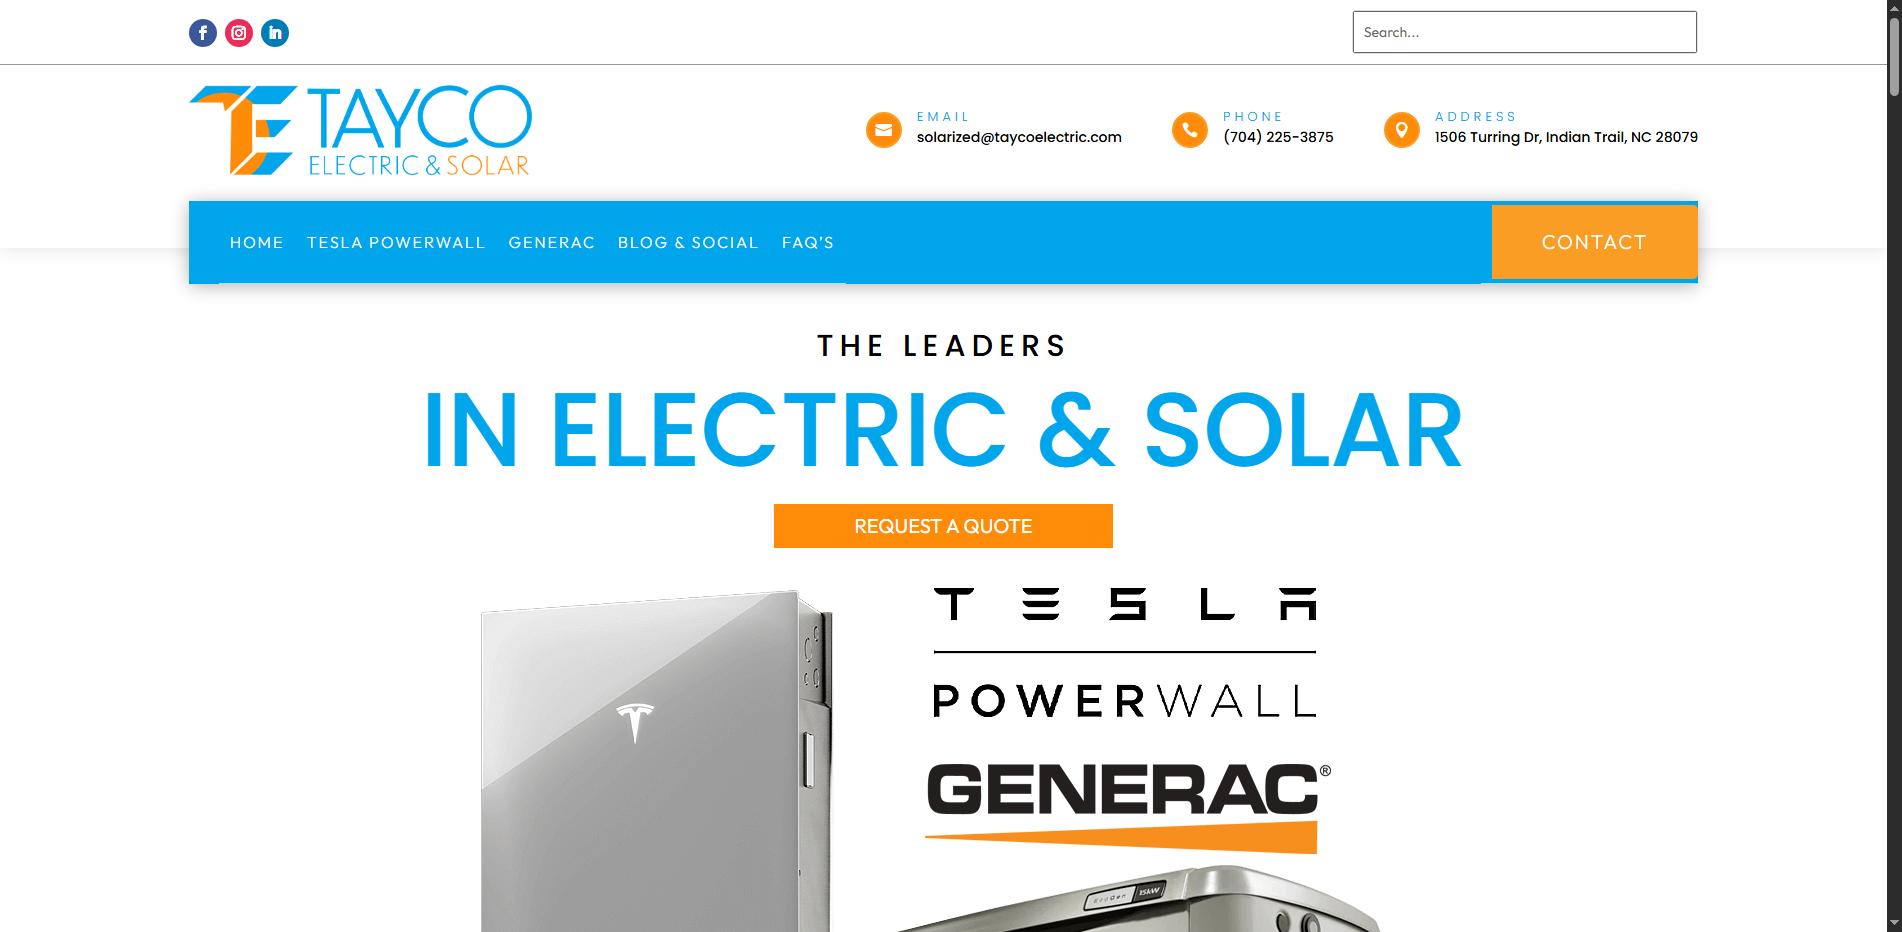 Search...
TAYCO
ELECTRIC & SOLAR
EMAIL
solarized@taycoelectric.com
PHONE
(704) 225-3875
ADDRESS
1506 Turring Dr, Indian Trail, NC 28079
HOME TESLA POWERWALL GENERAC BLOG & SOCIAL FAQ'S
CONTACT
THE LEADERS
IN ELECTRIC & SOLAR
REQUEST A QUOTE
TESLA
POWERWALL
GENERAC®
EcoGen 15kW